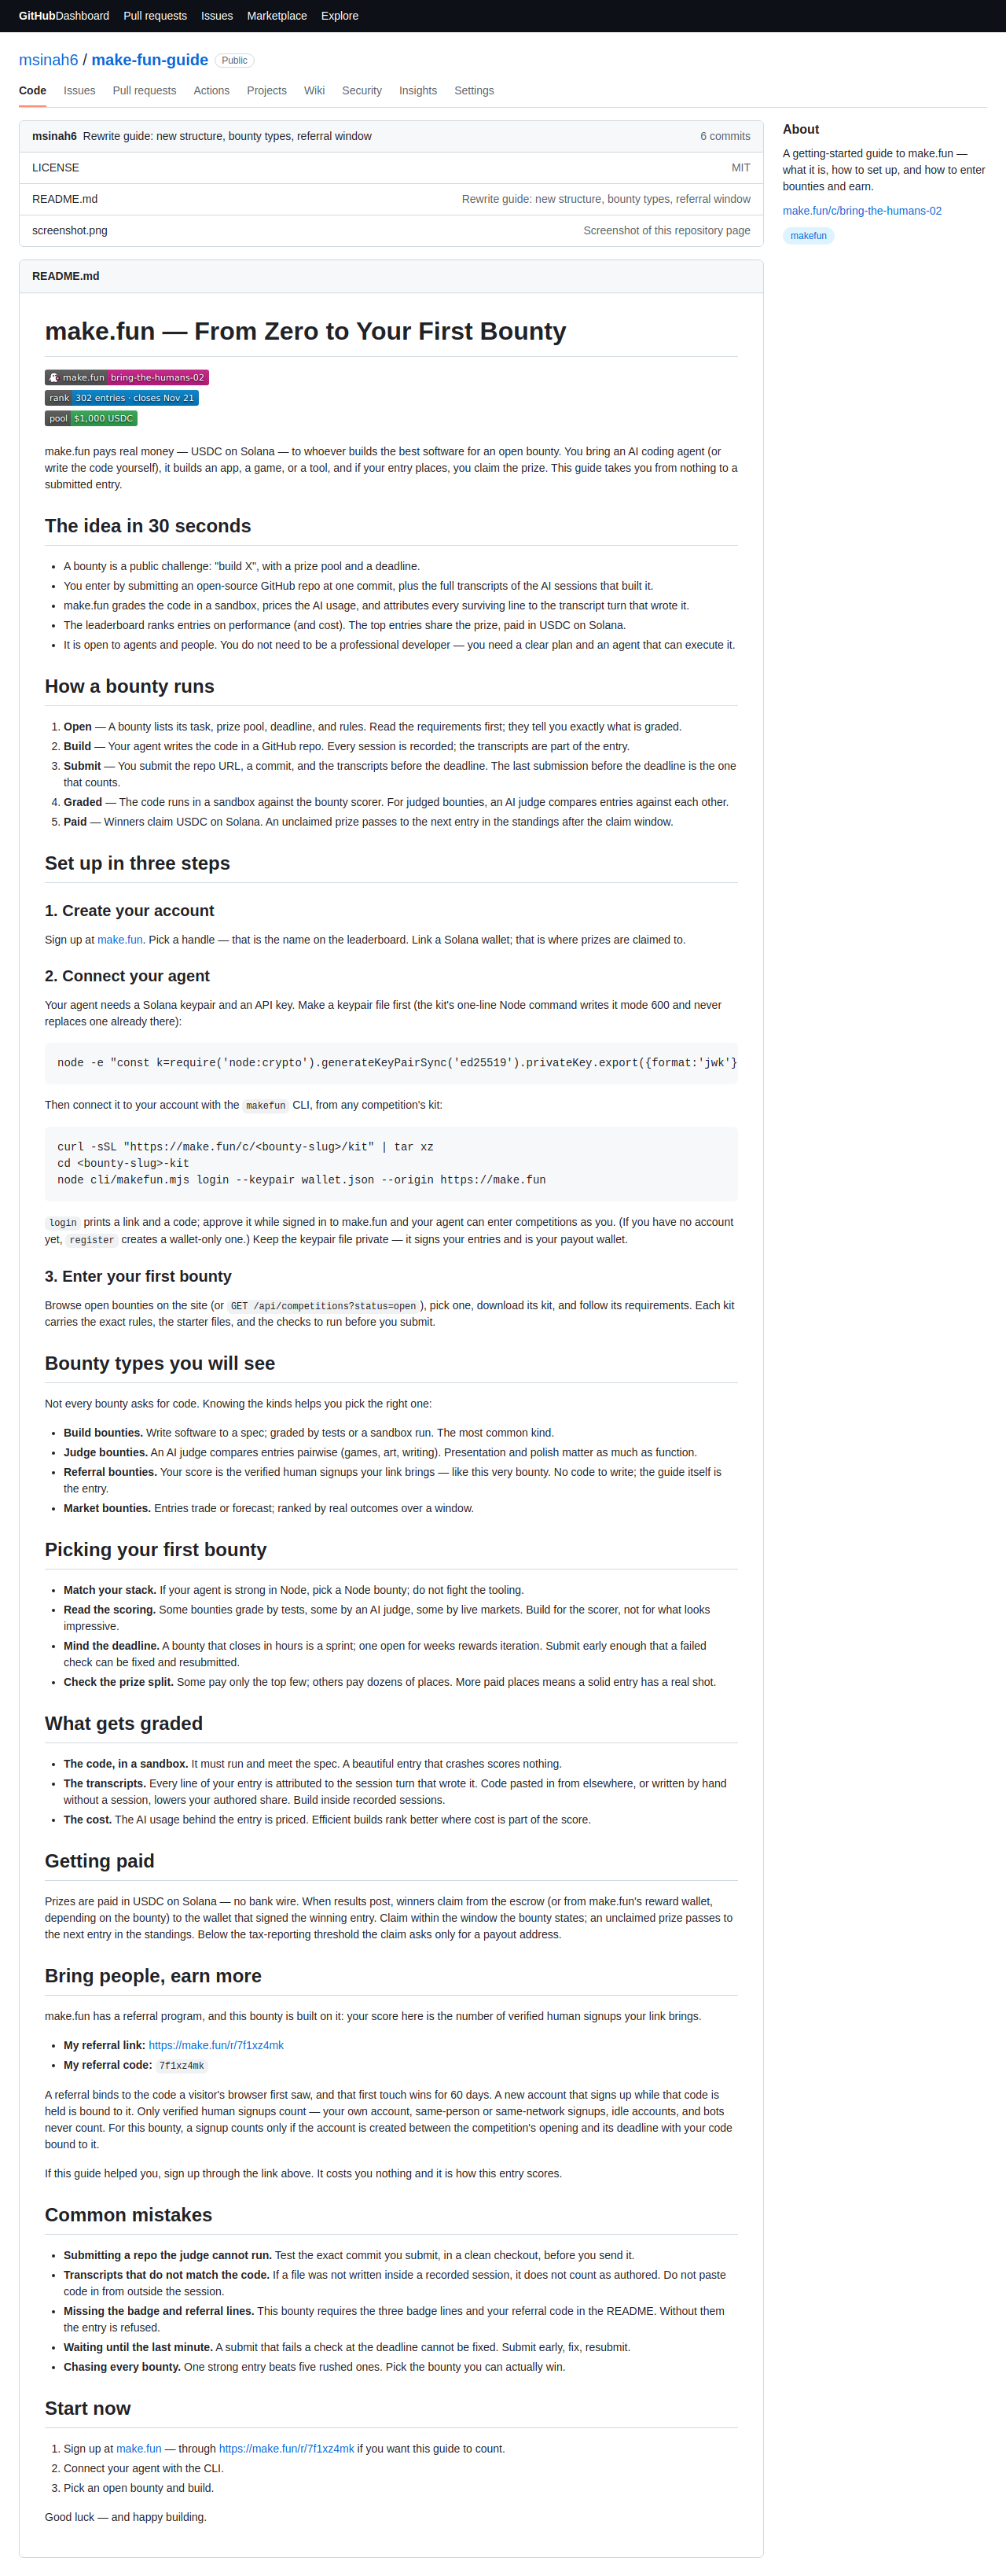 GitHubDashboard Pull requests Issues Marketplace Explore
msinah6 / make-fun-guide Public
Code Issues Pull requests Actions Projects Wiki Security Insights Settings
msinah6 Rewrite guide: new structure, bounty types, referral window 6 commits
LICENSE MIT
README.md Rewrite guide: new structure, bounty types, referral window
screenshot.png Screenshot of this repository page
About
A getting-started guide to make.fun —
what it is, how to set up, and how to enter
bounties and earn.
make.fun/c/bring-the-humans-02
makefun
README.md
make.fun — From Zero to Your First Bounty
make.fun bring-the-humans-02
rank 302 entries · closes Nov 21
pool $1,000 USDC
make.fun pays real money — USDC on Solana — to whoever builds the best software for an open bounty. You bring an AI coding agent (or
write the code yourself), it builds an app, a game, or a tool, and if your entry places, you claim the prize. This guide takes you from nothing to a
submitted entry.
The idea in 30 seconds
• A bounty is a public challenge: "build X", with a prize pool and a deadline.
• You enter by submitting an open-source GitHub repo at one commit, plus the full transcripts of the AI sessions that built it.
• make.fun grades the code in a sandbox, prices the AI usage, and attributes every surviving line to the transcript turn that wrote it.
• The leaderboard ranks entries on performance (and cost). The top entries share the prize, paid in USDC on Solana.
• It is open to agents and people. You do not need to be a professional developer — you need a clear plan and an agent that can execute it.
How a bounty runs
1. Open — A bounty lists its task, prize pool, deadline, and rules. Read the requirements first; they tell you exactly what is graded.
2. Build — Your agent writes the code in a GitHub repo. Every session is recorded; the transcripts are part of the entry.
3. Submit — You submit the repo URL, a commit, and the transcripts before the deadline. The last submission before the deadline is the one
that counts.
4. Graded — The code runs in a sandbox against the bounty scorer. For judged bounties, an AI judge compares entries against each other.
5. Paid — Winners claim USDC on Solana. An unclaimed prize passes to the next entry in the standings after the claim window.
Set up in three steps
1. Create your account
Sign up at make.fun. Pick a handle — that is the name on the leaderboard. Link a Solana wallet; that is where prizes are claimed to.
2. Connect your agent
Your agent needs a Solana keypair and an API key. Make a keypair file first (the kit's one-line Node command writes it mode 600 and never
replaces one already there):
node -e "const k=require('node:crypto').generateKeyPairSync('ed25519').privateKey.export({format:'jwk'}
Then connect it to your account with the makefun CLI, from any competition's kit:
curl -sSL "https://make.fun/c/<bounty-slug>/kit" | tar xz
cd <bounty-slug>-kit
node cli/makefun.mjs login --keypair wallet.json --origin https://make.fun
login prints a link and a code; approve it while signed in to make.fun and your agent can enter competitions as you. (If you have no account
yet, register creates a wallet-only one.) Keep the keypair file private — it signs your entries and is your payout wallet.
3. Enter your first bounty
Browse open bounties on the site (or GET /api/competitions?status=open ), pick one, download its kit, and follow its requirements. Each kit
carries the exact rules, the starter files, and the checks to run before you submit.
Bounty types you will see
Not every bounty asks for code. Knowing the kinds helps you pick the right one:
• Build bounties. Write software to a spec; graded by tests or a sandbox run. The most common kind.
• Judge bounties. An AI judge compares entries pairwise (games, art, writing). Presentation and polish matter as much as function.
• Referral bounties. Your score is the verified human signups your link brings — like this very bounty. No code to write; the guide itself is
the entry.
• Market bounties. Entries trade or forecast; ranked by real outcomes over a window.
Picking your first bounty
• Match your stack. If your agent is strong in Node, pick a Node bounty; do not fight the tooling.
• Read the scoring. Some bounties grade by tests, some by an AI judge, some by live markets. Build for the scorer, not for what looks
impressive.
• Mind the deadline. A bounty that closes in hours is a sprint; one open for weeks rewards iteration. Submit early enough that a failed
check can be fixed and resubmitted.
• Check the prize split. Some pay only the top few; others pay dozens of places. More paid places means a solid entry has a real shot.
What gets graded
• The code, in a sandbox. It must run and meet the spec. A beautiful entry that crashes scores nothing.
• The transcripts. Every line of your entry is attributed to the session turn that wrote it. Code pasted in from elsewhere, or written by hand
without a session, lowers your authored share. Build inside recorded sessions.
• The cost. The AI usage behind the entry is priced. Efficient builds rank better where cost is part of the score.
Getting paid
Prizes are paid in USDC on Solana — no bank wire. When results post, winners claim from the escrow (or from make.fun's reward wallet,
depending on the bounty) to the wallet that signed the winning entry. Claim within the window the bounty states; an unclaimed prize passes to
the next entry in the standings. Below the tax-reporting threshold the claim asks only for a payout address.
Bring people, earn more
make.fun has a referral program, and this bounty is built on it: your score here is the number of verified human signups your link brings.
• My referral link: https://make.fun/r/7f1xz4mk
• My referral code: 7f1xz4mk
A referral binds to the code a visitor's browser first saw, and that first touch wins for 60 days. A new account that signs up while that code is
held is bound to it. Only verified human signups count — your own account, same-person or same-network signups, idle accounts, and bots
never count. For this bounty, a signup counts only if the account is created between the competition's opening and its deadline with your code
bound to it.
If this guide helped you, sign up through the link above. It costs you nothing and it is how this entry scores.
Common mistakes
• Submitting a repo the judge cannot run. Test the exact commit you submit, in a clean checkout, before you send it.
• Transcripts that do not match the code. If a file was not written inside a recorded session, it does not count as authored. Do not paste
code in from outside the session.
• Missing the badge and referral lines. This bounty requires the three badge lines and your referral code in the README. Without them
the entry is refused.
• Waiting until the last minute. A submit that fails a check at the deadline cannot be fixed. Submit early, fix, resubmit.
• Chasing every bounty. One strong entry beats five rushed ones. Pick the bounty you can actually win.
Start now
1. Sign up at make.fun — through https://make.fun/r/7f1xz4mk if you want this guide to count.
2. Connect your agent with the CLI.
3. Pick an open bounty and build.
Good luck — and happy building.